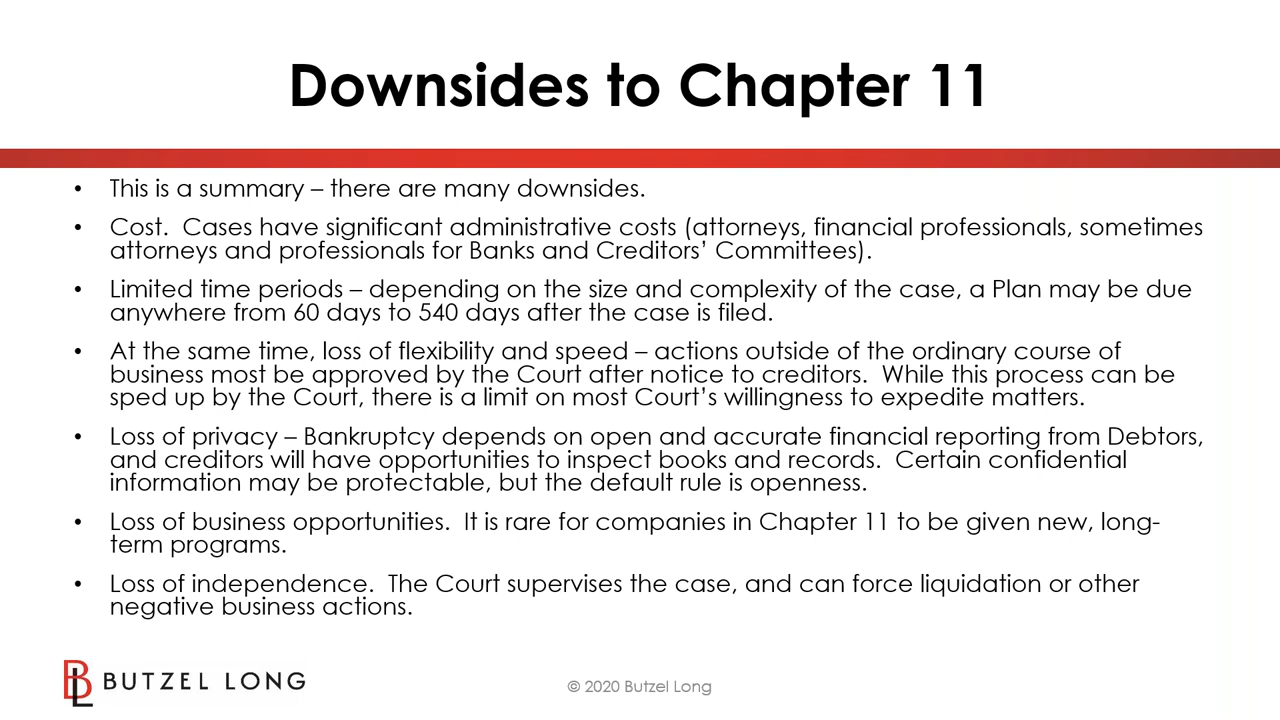 Downsides to Chapter 11
• This is a summary – there are many downsides.
• Cost.  Cases have significant administrative costs (attorneys, financial professionals, sometimes
attorneys and professionals for Banks and Creditors’ Committees).
• Limited time periods – depending on the size and complexity of the case, a Plan may be due
anywhere from 60 days to 540 days after the case is filed.
• At the same time, loss of flexibility and speed – actions outside of the ordinary course of
business most be approved by the Court after notice to creditors.  While this process can be
sped up by the Court, there is a limit on most Court’s willingness to expedite matters.
• Loss of privacy – Bankruptcy depends on open and accurate financial reporting from Debtors,
and creditors will have opportunities to inspect books and records.  Certain confidential
information may be protectable, but the default rule is openness.
• Loss of business opportunities.  It is rare for companies in Chapter 11 to be given new, long-
term programs.
• Loss of independence.  The Court supervises the case, and can force liquidation or other
negative business actions.
BL BUTZEL LONG
© 2020 Butzel Long